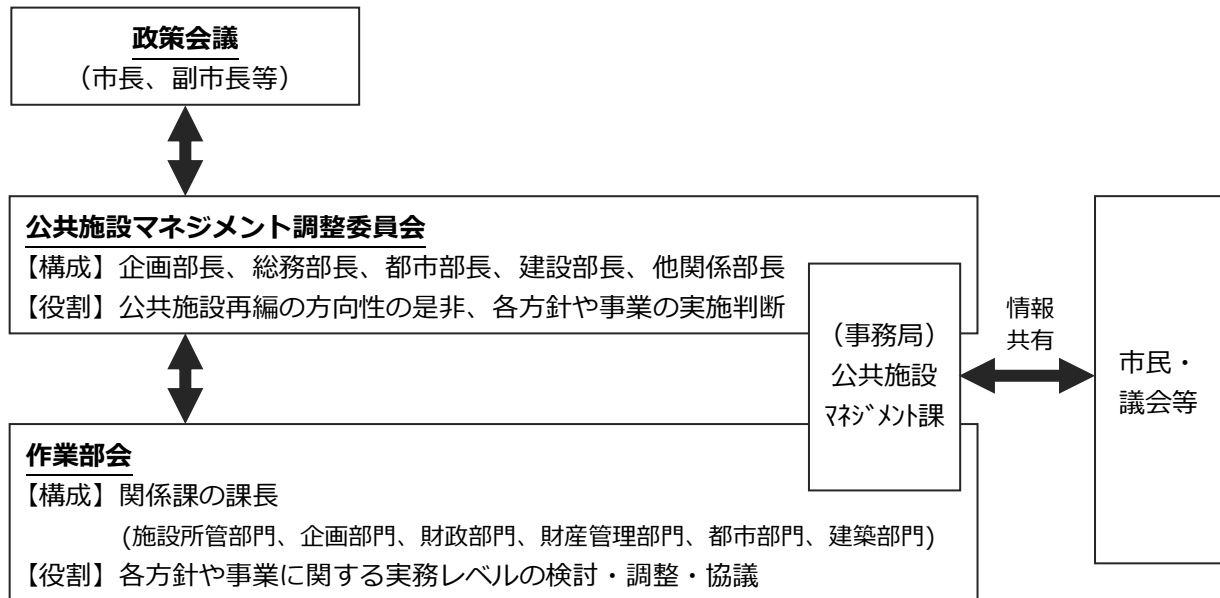 政策会議
（市長、副市長等）
公共施設マネジメント調整委員会
【構成】企画部長、総務部長、都市部長、建設部長、他関係部長
【役割】公共施設再編の方向性の是非、各方針や事業の実施判断
（事務局）
公共施設
ﾏﾈｼﾞﾒﾝﾄ課
情報
共有
市民・
議会等
作業部会
【構成】関係課の課長
(施設所管部門、企画部門、財政部門、財産管理部門、都市部門、建築部門)
【役割】各方針や事業に関する実務レベルの検討・調整・協議